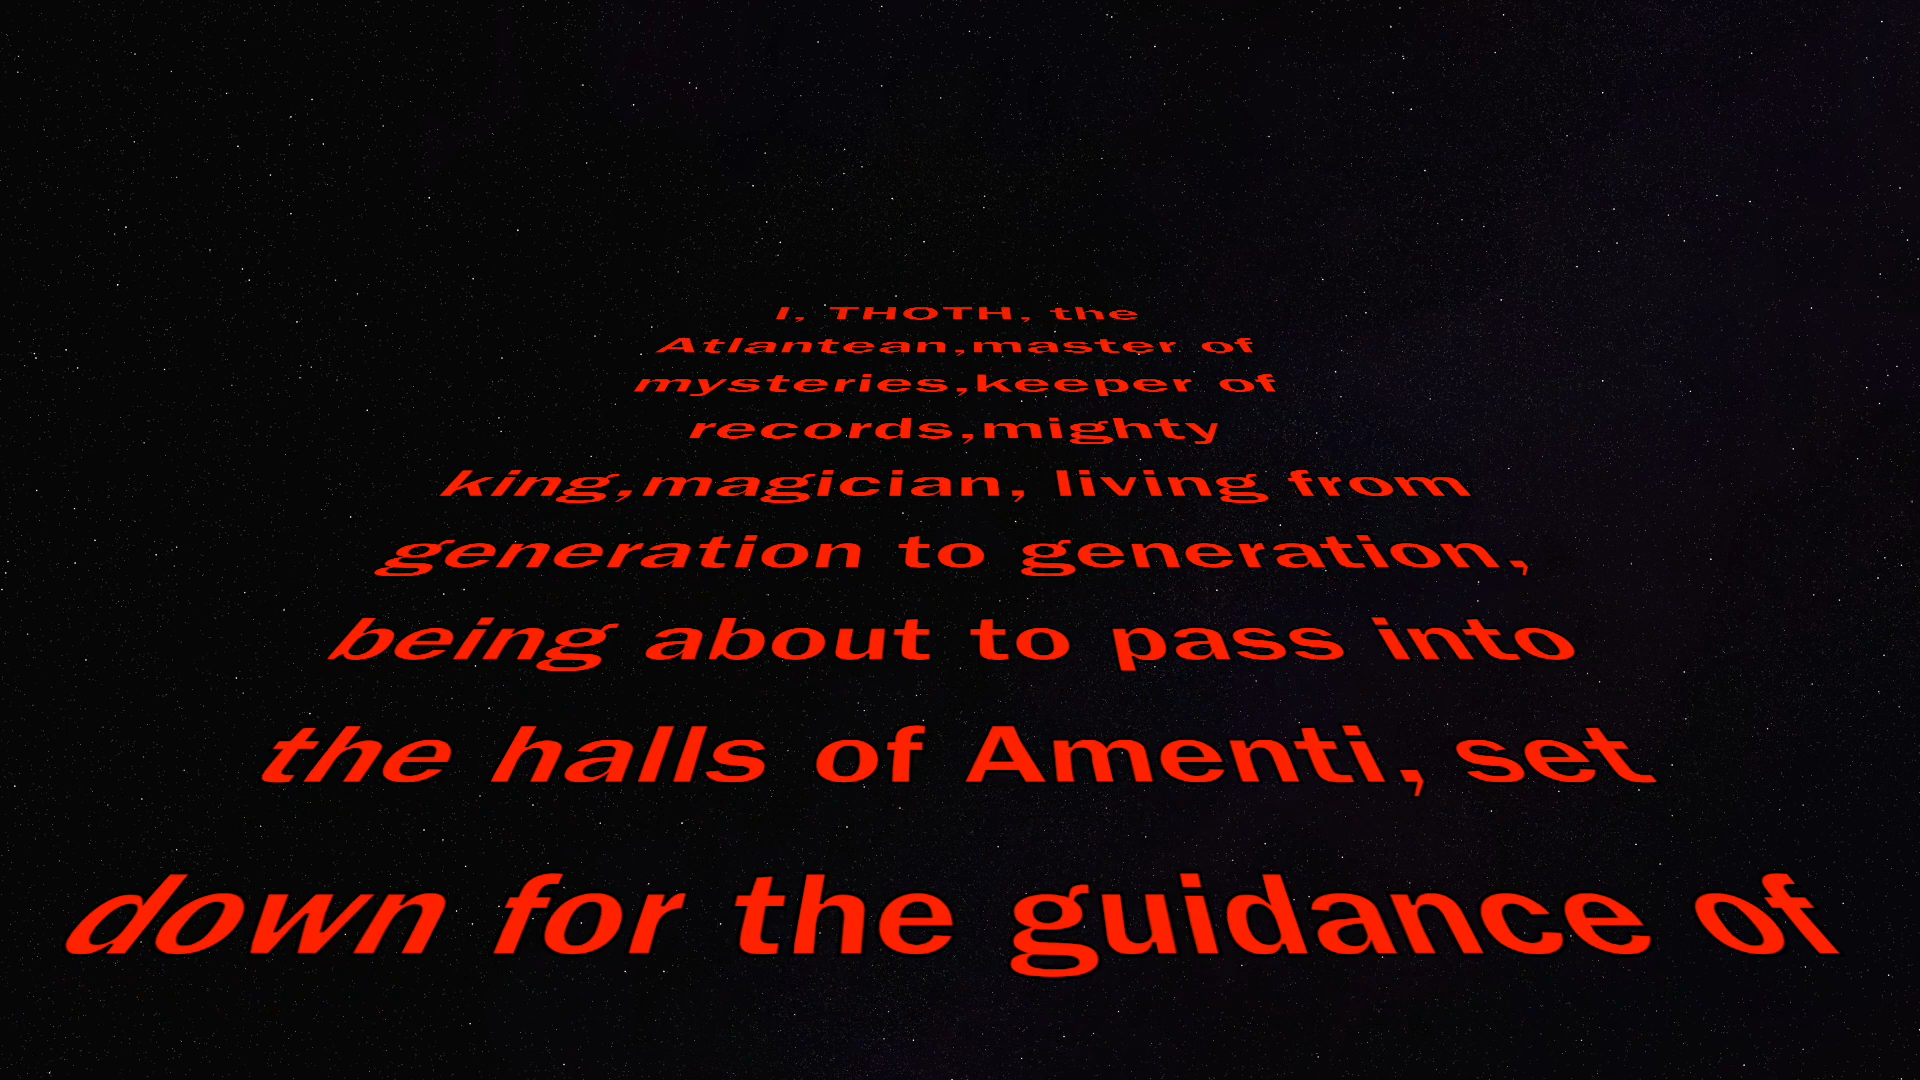 I, THOTH, the
Atlantean,master of
mysteries,keeper of
records,mighty
king,magician, living from
generation to generation,
being about to pass into
the halls of Amenti, set
down for the guidance of